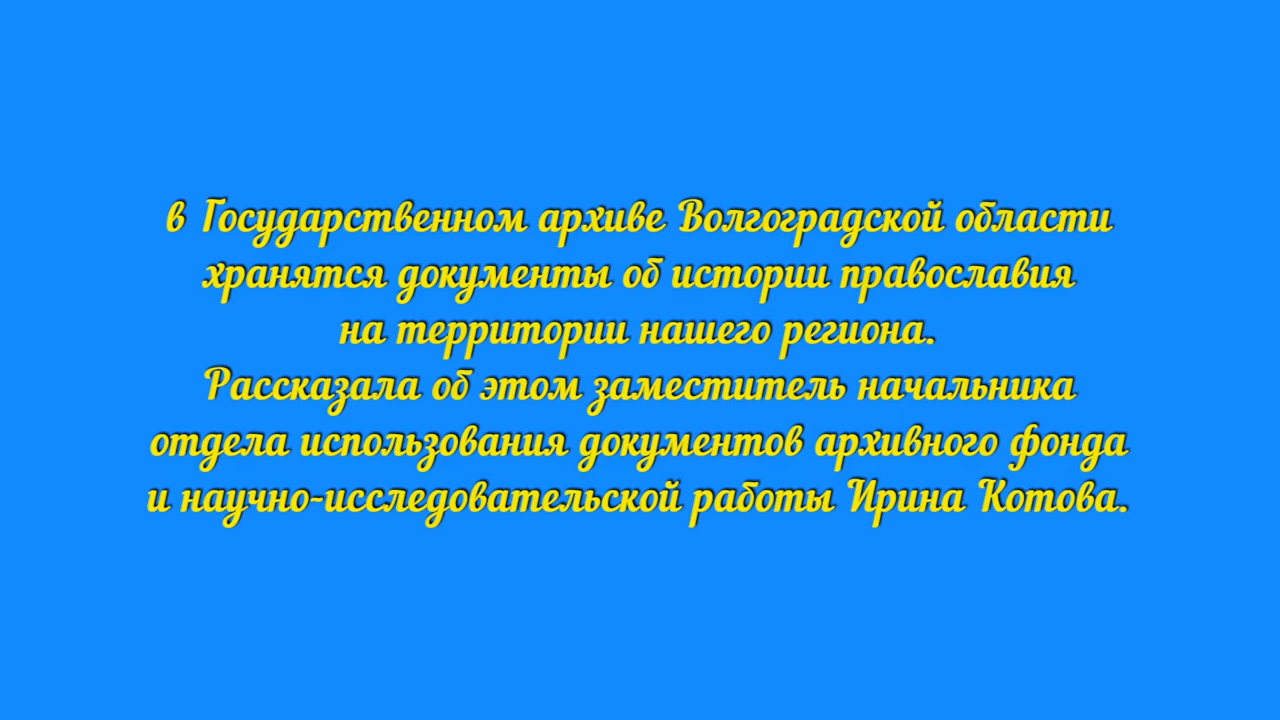 в Государственном архиве Волгоградской области
хранятся документы об истории православия
на территории нашего региона.
Рассказала об этом заместитель начальника
отдела использования документов архивного фонда
и научно-исследовательской работы Ирина Котова.